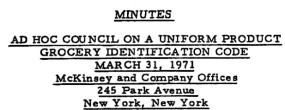 MINUTES
AD HOC COUNCIL ON A UNIFORM PRODUCT
GROCERY IDENTIFICATION CODE
MARCH 31, 1971
McKinsey and Company Offices
245 Park Avenue
New York, New York